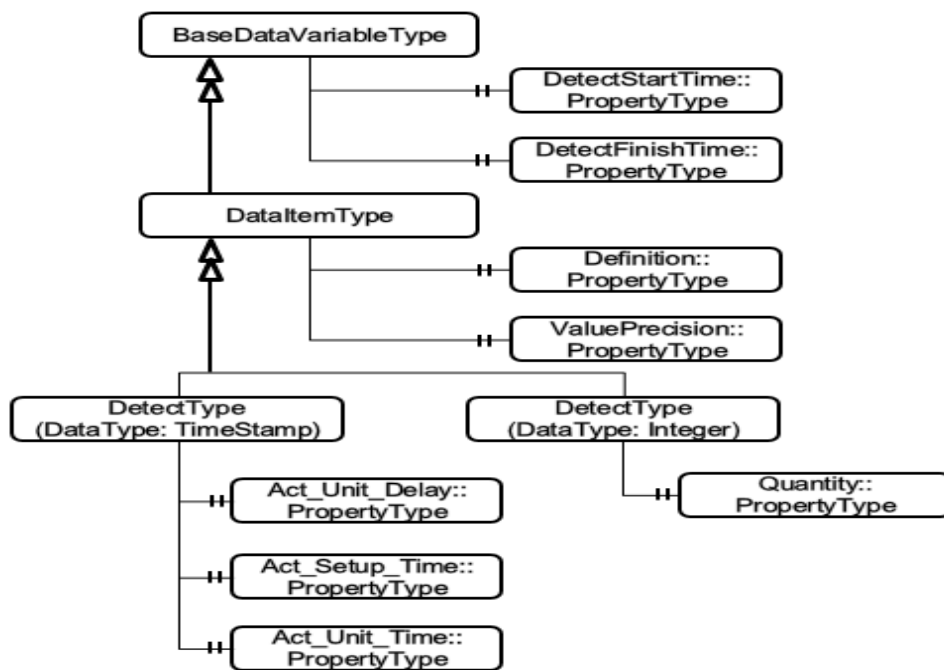 BaseDataVariableType
DetectStartTime::
PropertyType
DetectFinishTime::
PropertyType
DataItemType
Definition::
PropertyType
ValuePrecision::
PropertyType
DetectType
(DataType: TimeStamp)
DetectType
(DataType: Integer)
Act_Unit_Delay::
PropertyType
Quantity::
PropertyType
Act_Setup_Time::
PropertyType
Act_Unit_Time::
PropertyType